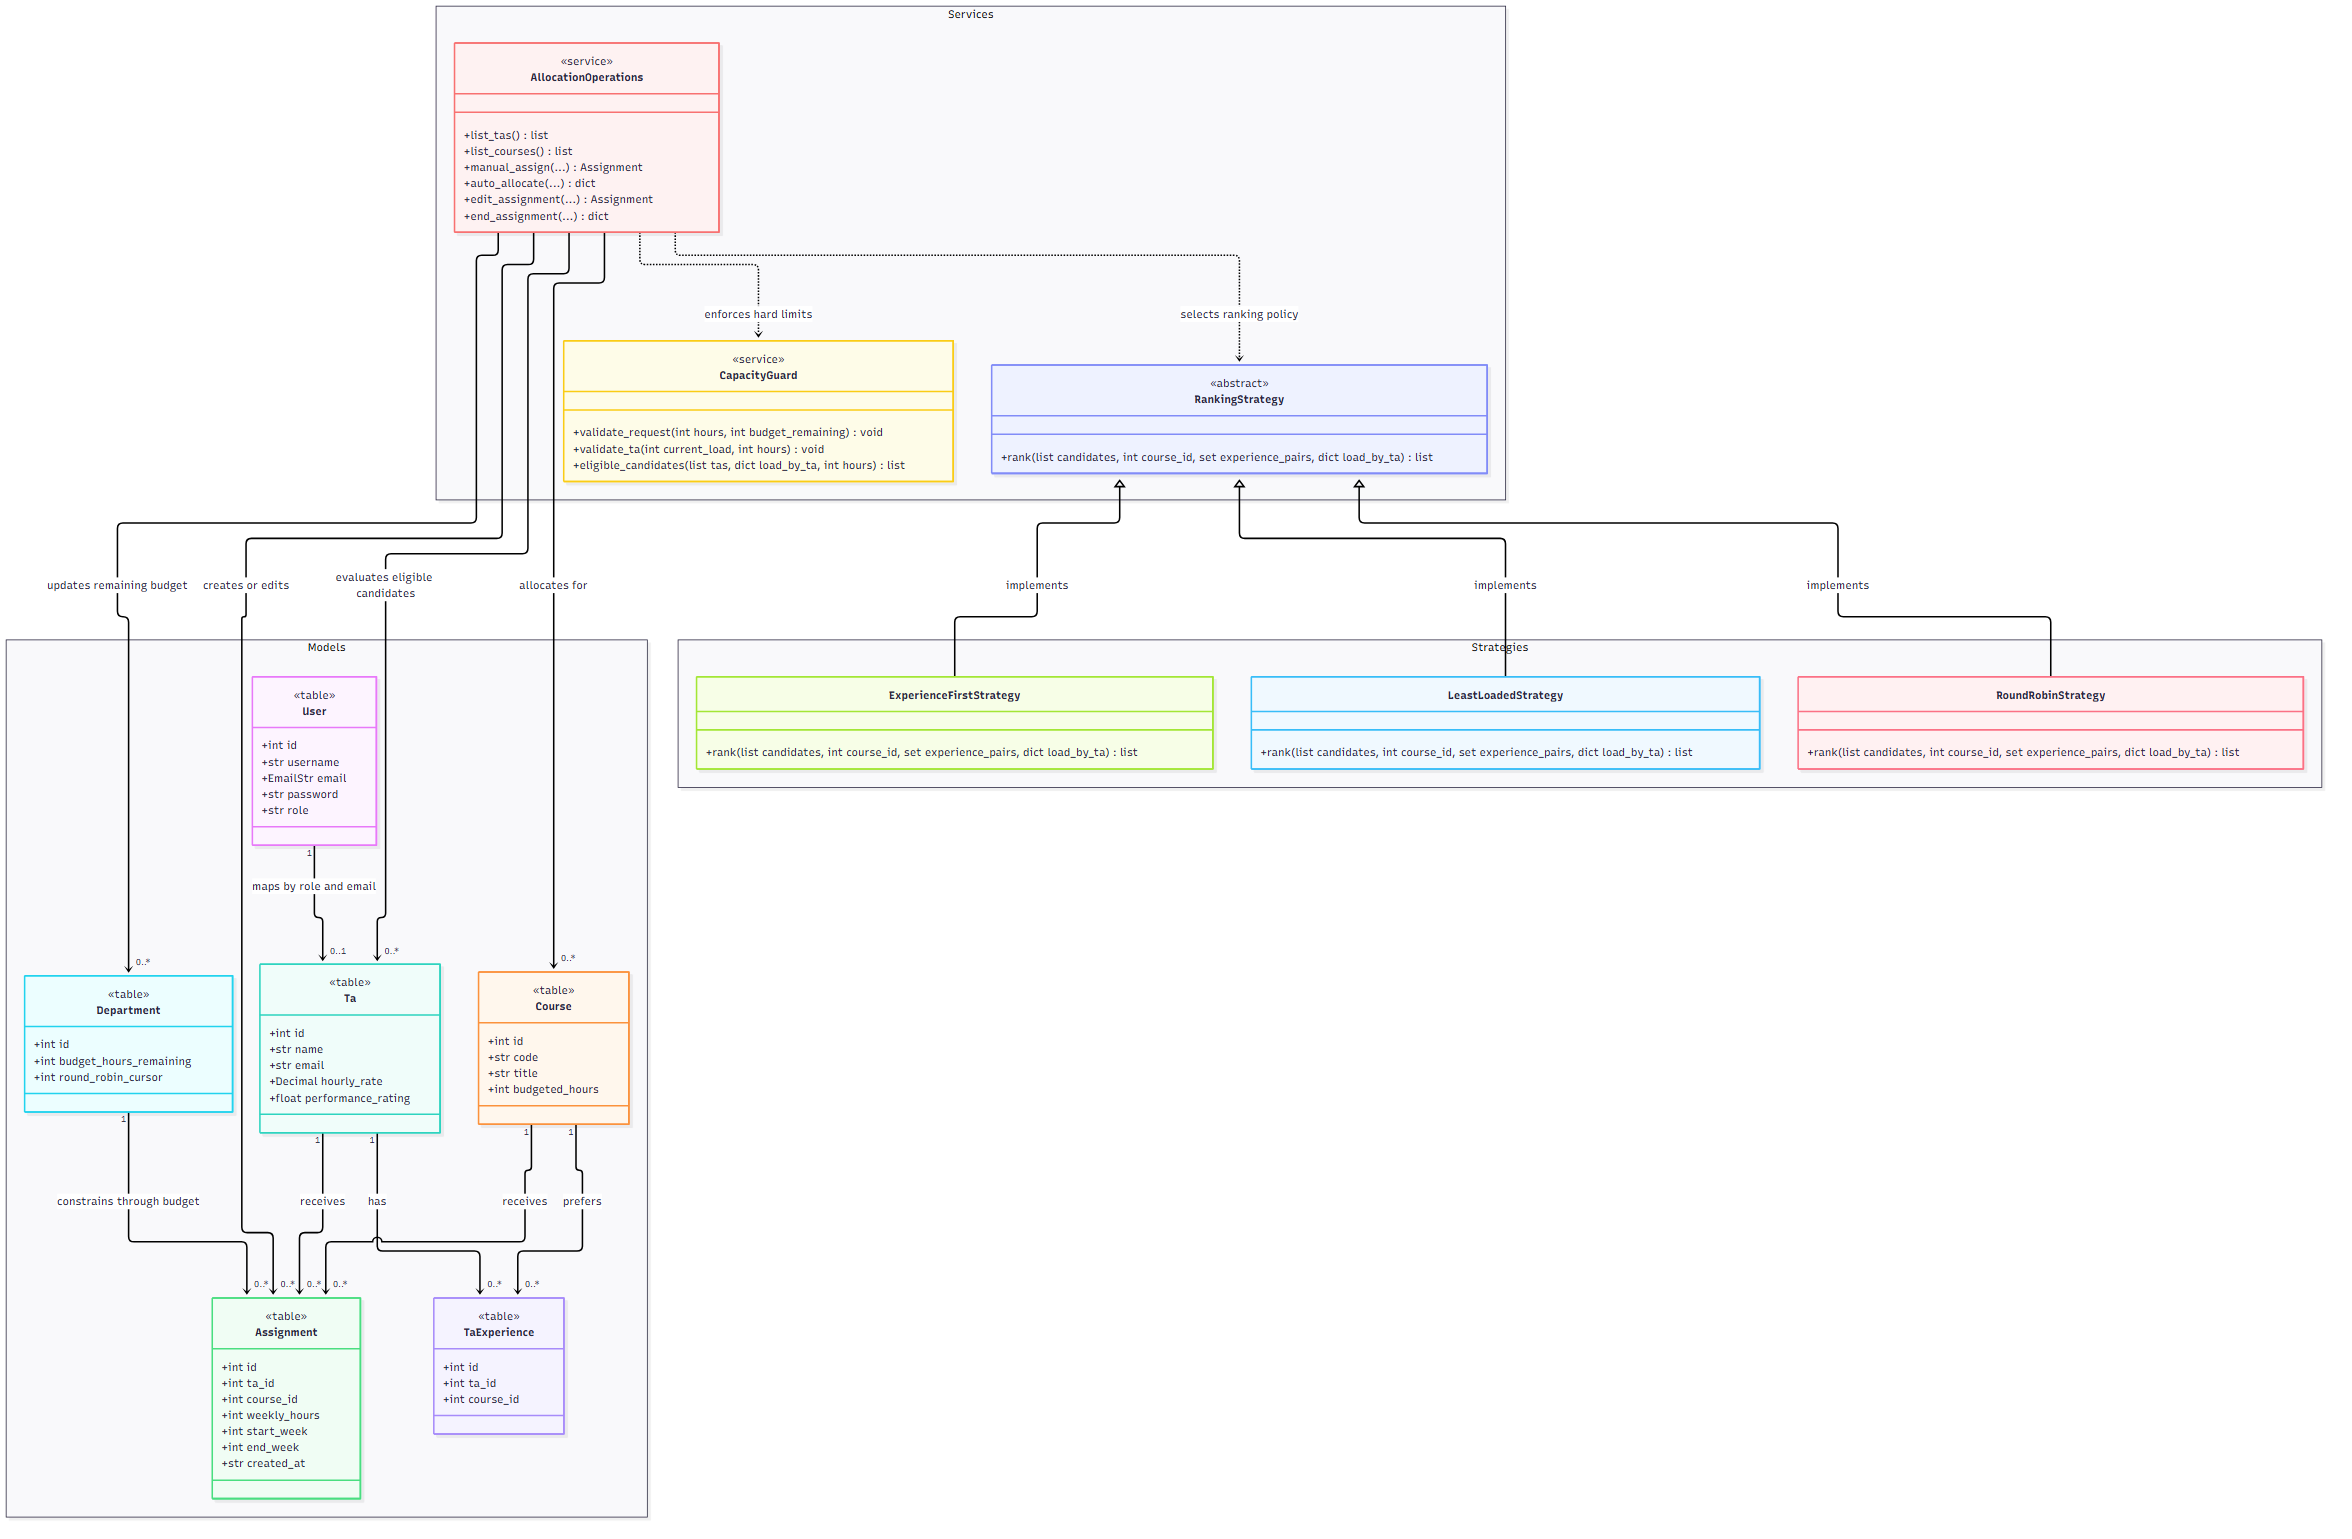 Services
«service»
AllocationOperations
+list_tas() : list
+list_courses() : list
+manual_assign(...) : Assignment
+auto_allocate(...) : dict
+edit_assignment(...) : Assignment
+end_assignment(...) : dict
enforces hard limits
selects ranking policy
«service»
CapacityGuard
+validate_request(int hours, int budget_remaining) : void
+validate_ta(int current_load, int hours) : void
+eligible_candidates(list tas, dict load_by_ta, int hours) : list
«abstract»
RankingStrategy
+rank(list candidates, int course_id, set experience_pairs, dict load_by_ta) : list
updates remaining budget
creates or edits
evaluates eligible
candidates
allocates for
implements
implements
implements
Models
«table»
User
+int id
+str username
+EmailStr email
+str password
+str role
1
maps by role and email
0..1
0..*
0..*
0..*
Strategies
ExperienceFirstStrategy
+rank(list candidates, int course_id, set experience_pairs, dict load_by_ta) : list
LeastLoadedStrategy
+rank(list candidates, int course_id, set experience_pairs, dict load_by_ta) : list
RoundRobinStrategy
+rank(list candidates, int course_id, set experience_pairs, dict load_by_ta) : list
«table»
Department
+int id
+int budget_hours_remaining
+int round_robin_cursor
1
«table»
Ta
+int id
+str name
+str email
+Decimal hourly_rate
+float performance_rating
1
1
«table»
Course
+int id
+str code
+str title
+int budgeted_hours
1
1
constrains through budget
receives
has
receives
prefers
0..*
0..*
0..*
0..*
0..*
0..*
«table»
Assignment
+int id
+int ta_id
+int course_id
+int weekly_hours
+int start_week
+int end_week
+str created_at
«table»
TaExperience
+int id
+int ta_id
+int course_id